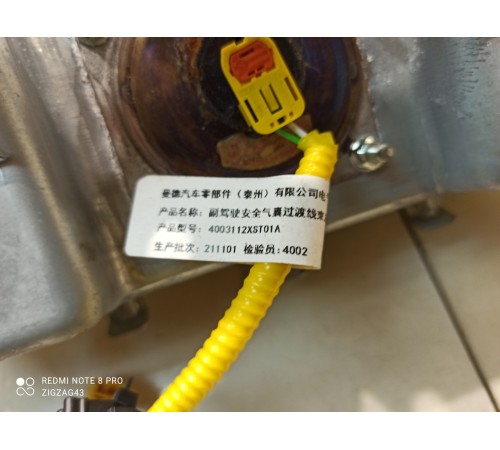 曼德汽车零部件（泰州）有限公司电
产品名称：副驾驶安全气囊过渡线束
产品型号：4003112XST01A
生产批次：211101 检验员：4002
REDMI NOTE 8 PRO
ZIGZAG43